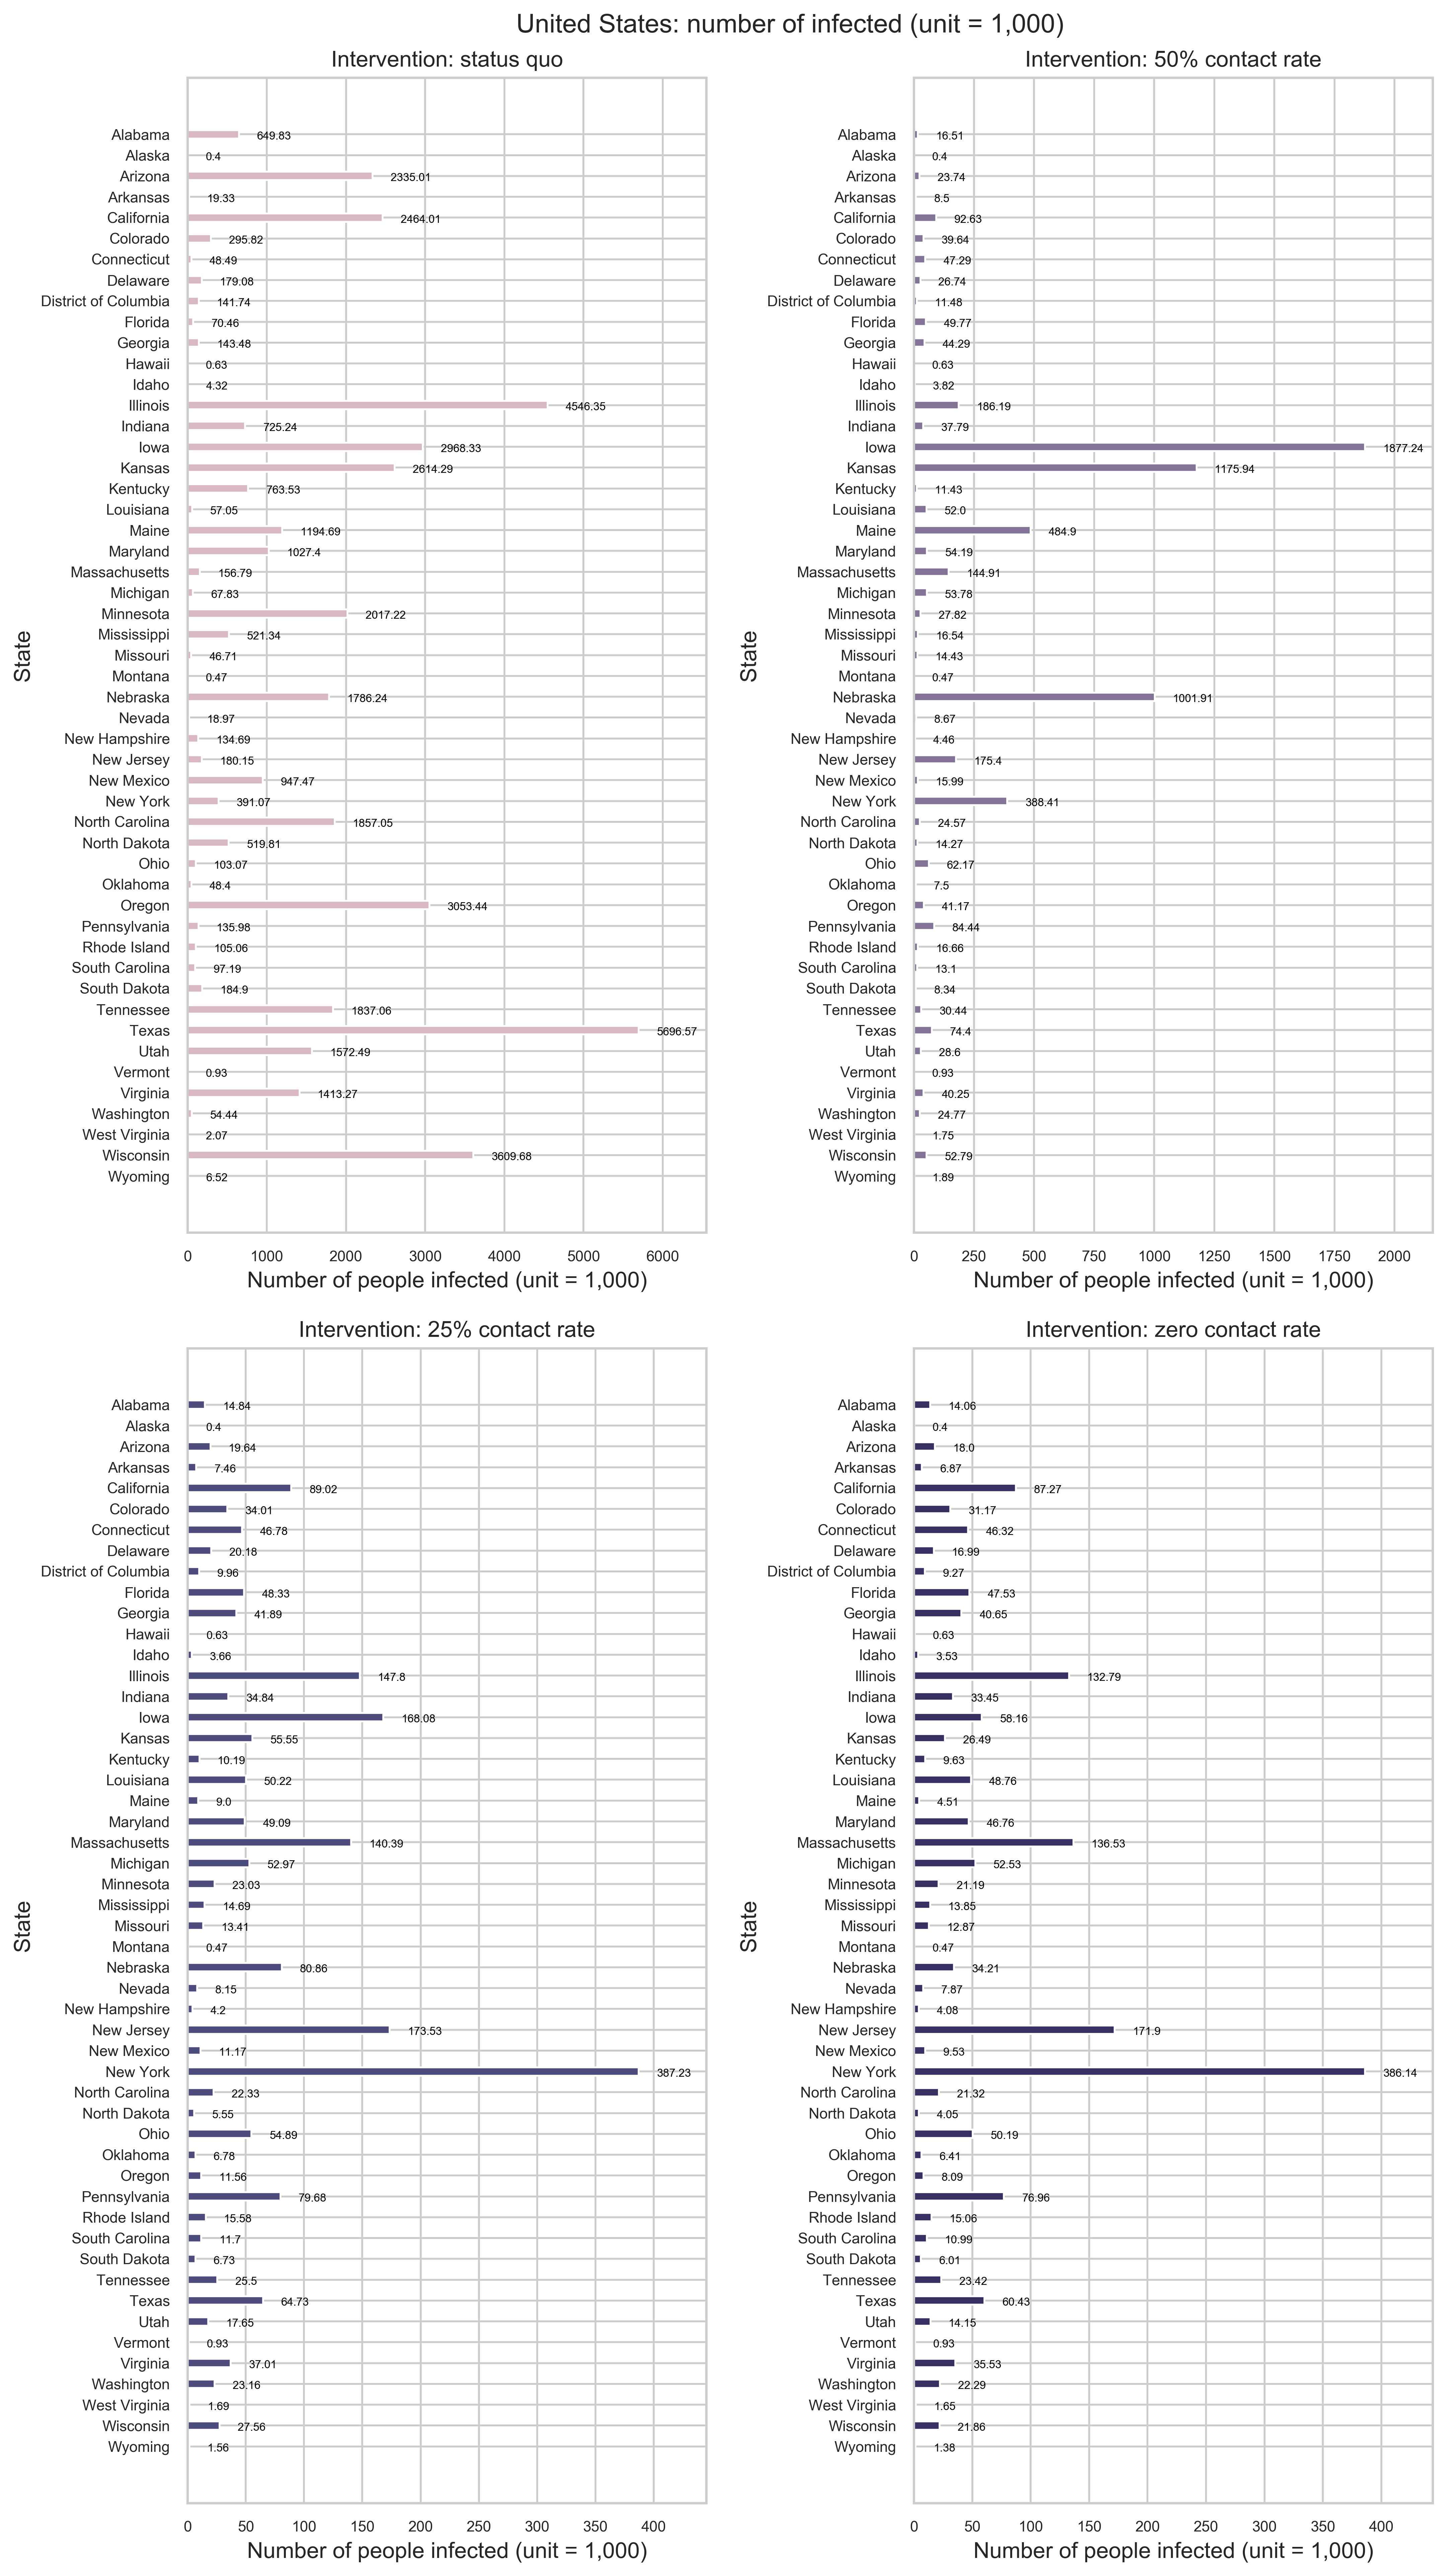 United States: number of infected (unit = 1,000)
Intervention: status quo
State
Alabama 649.83
Alaska 0.4
Arizona 2335.01
Arkansas 19.33
California 2464.01
Colorado 295.82
Connecticut 48.49
Delaware 179.08
District of Columbia 141.74
Florida 70.46
Georgia 143.48
Hawaii 0.63
Idaho 4.32
Illinois 4546.35
Indiana 725.24
Iowa 2968.33
Kansas 2614.29
Kentucky 763.53
Louisiana 57.05
Maine 1194.69
Maryland 1027.4
Massachusetts 156.79
Michigan 67.83
Minnesota 2017.22
Mississippi 521.34
Missouri 46.71
Montana 0.47
Nebraska 1786.24
Nevada 18.97
New Hampshire 134.69
New Jersey 180.15
New Mexico 947.47
New York 391.07
North Carolina 1857.05
North Dakota 519.81
Ohio 103.07
Oklahoma 48.4
Oregon 3053.44
Pennsylvania 135.98
Rhode Island 105.06
South Carolina 97.19
South Dakota 184.9
Tennessee 1837.06
Texas 5696.57
Utah 1572.49
Vermont 0.93
Virginia 1413.27
Washington 54.44
West Virginia 2.07
Wisconsin 3609.68
Wyoming 6.52
0 1000 2000 3000 4000 5000 6000
Number of people infected (unit = 1,000)
Intervention: 50% contact rate
State
Alabama 16.51
Alaska 0.4
Arizona 23.74
Arkansas 8.5
California 92.63
Colorado 39.64
Connecticut 47.29
Delaware 26.74
District of Columbia 11.48
Florida 49.77
Georgia 44.29
Hawaii 0.63
Idaho 3.82
Illinois 186.19
Indiana 37.79
Iowa 1877.24
Kansas 1175.94
Kentucky 11.43
Louisiana 52.0
Maine 484.9
Maryland 54.19
Massachusetts 144.91
Michigan 53.78
Minnesota 27.82
Mississippi 16.54
Missouri 14.43
Montana 0.47
Nebraska 1001.91
Nevada 8.67
New Hampshire 4.46
New Jersey 175.4
New Mexico 15.99
New York 388.41
North Carolina 24.57
North Dakota 14.27
Ohio 62.17
Oklahoma 7.5
Oregon 41.17
Pennsylvania 84.44
Rhode Island 16.66
South Carolina 13.1
South Dakota 8.34
Tennessee 30.44
Texas 74.4
Utah 28.6
Vermont 0.93
Virginia 40.25
Washington 24.77
West Virginia 1.75
Wisconsin 52.79
Wyoming 1.89
0 250 500 750 1000 1250 1500 1750 2000
Number of people infected (unit = 1,000)
Intervention: 25% contact rate
State
Alabama 14.84
Alaska 0.4
Arizona 19.64
Arkansas 7.46
California 89.02
Colorado 34.01
Connecticut 46.78
Delaware 20.18
District of Columbia 9.96
Florida 48.33
Georgia 41.89
Hawaii 0.63
Idaho 3.66
Illinois 147.8
Indiana 34.84
Iowa 168.08
Kansas 55.55
Kentucky 10.19
Louisiana 50.22
Maine 9.0
Maryland 49.09
Massachusetts 140.39
Michigan 52.97
Minnesota 23.03
Mississippi 14.69
Missouri 13.41
Montana 0.47
Nebraska 80.86
Nevada 8.15
New Hampshire 4.2
New Jersey 173.53
New Mexico 11.17
New York 387.23
North Carolina 22.33
North Dakota 5.55
Ohio 54.89
Oklahoma 6.78
Oregon 11.56
Pennsylvania 79.68
Rhode Island 15.58
South Carolina 11.7
South Dakota 6.73
Tennessee 25.5
Texas 64.73
Utah 17.65
Vermont 0.93
Virginia 37.01
Washington 23.16
West Virginia 1.69
Wisconsin 27.56
Wyoming 1.56
0 50 100 150 200 250 300 350 400
Number of people infected (unit = 1,000)
Intervention: zero contact rate
State
Alabama 14.06
Alaska 0.4
Arizona 18.0
Arkansas 6.87
California 87.27
Colorado 31.17
Connecticut 46.32
Delaware 16.99
District of Columbia 9.27
Florida 47.53
Georgia 40.65
Hawaii 0.63
Idaho 3.53
Illinois 132.79
Indiana 33.45
Iowa 58.16
Kansas 26.49
Kentucky 9.63
Louisiana 48.76
Maine 4.51
Maryland 46.76
Massachusetts 136.53
Michigan 52.53
Minnesota 21.19
Mississippi 13.85
Missouri 12.87
Montana 0.47
Nebraska 34.21
Nevada 7.87
New Hampshire 4.08
New Jersey 171.9
New Mexico 9.53
New York 386.14
North Carolina 21.32
North Dakota 4.05
Ohio 50.19
Oklahoma 6.41
Oregon 8.09
Pennsylvania 76.96
Rhode Island 15.06
South Carolina 10.99
South Dakota 6.01
Tennessee 23.42
Texas 60.43
Utah 14.15
Vermont 0.93
Virginia 35.53
Washington 22.29
West Virginia 1.65
Wisconsin 21.86
Wyoming 1.38
0 50 100 150 200 250 300 350 400
Number of people infected (unit = 1,000)